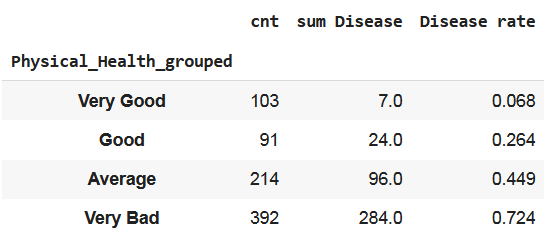 cnt sum Disease Disease rate
Physical_Health_grouped
Very Good 103 7.0 0.068
Good 91 24.0 0.264
Average 214 96.0 0.449
Very Bad 392 284.0 0.724